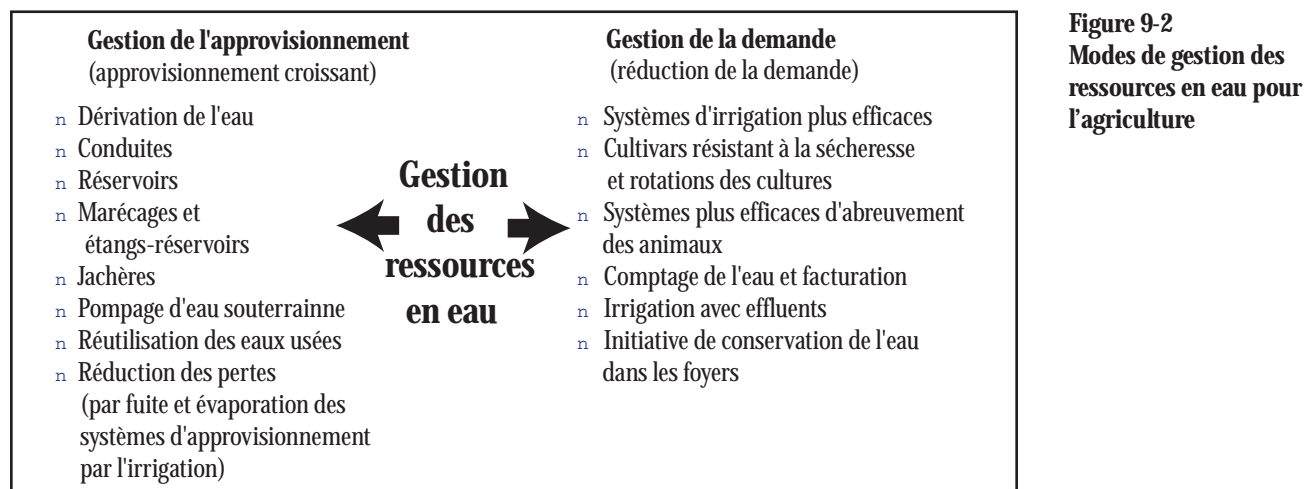 Gestion de l'approvisionnement
(approvisionnement croissant)
n Dérivation de l'eau
n Conduites
n Réservoirs
n Marécages et
étangs-réservoirs
n Jachères
n Pompage d'eau souterrainne
n Réutilisation des eaux usées
n Réduction des pertes
(par fuite et évaporation des
systèmes d'approvisionnement
par l'irrigation)
Gestion
des
ressources
en eau
Gestion de la demande
(réduction de la demande)
n Systèmes d'irrigation plus efficaces
n Cultivars résistant à la sécheresse
et rotations des cultures
n Systèmes plus efficaces d'abreuvement
des animaux
n Comptage de l'eau et facturation
n Irrigation avec effluents
n Initiative de conservation de l'eau
dans les foyers
Figure 9-2
Modes de gestion des
ressources en eau pour
l’agriculture